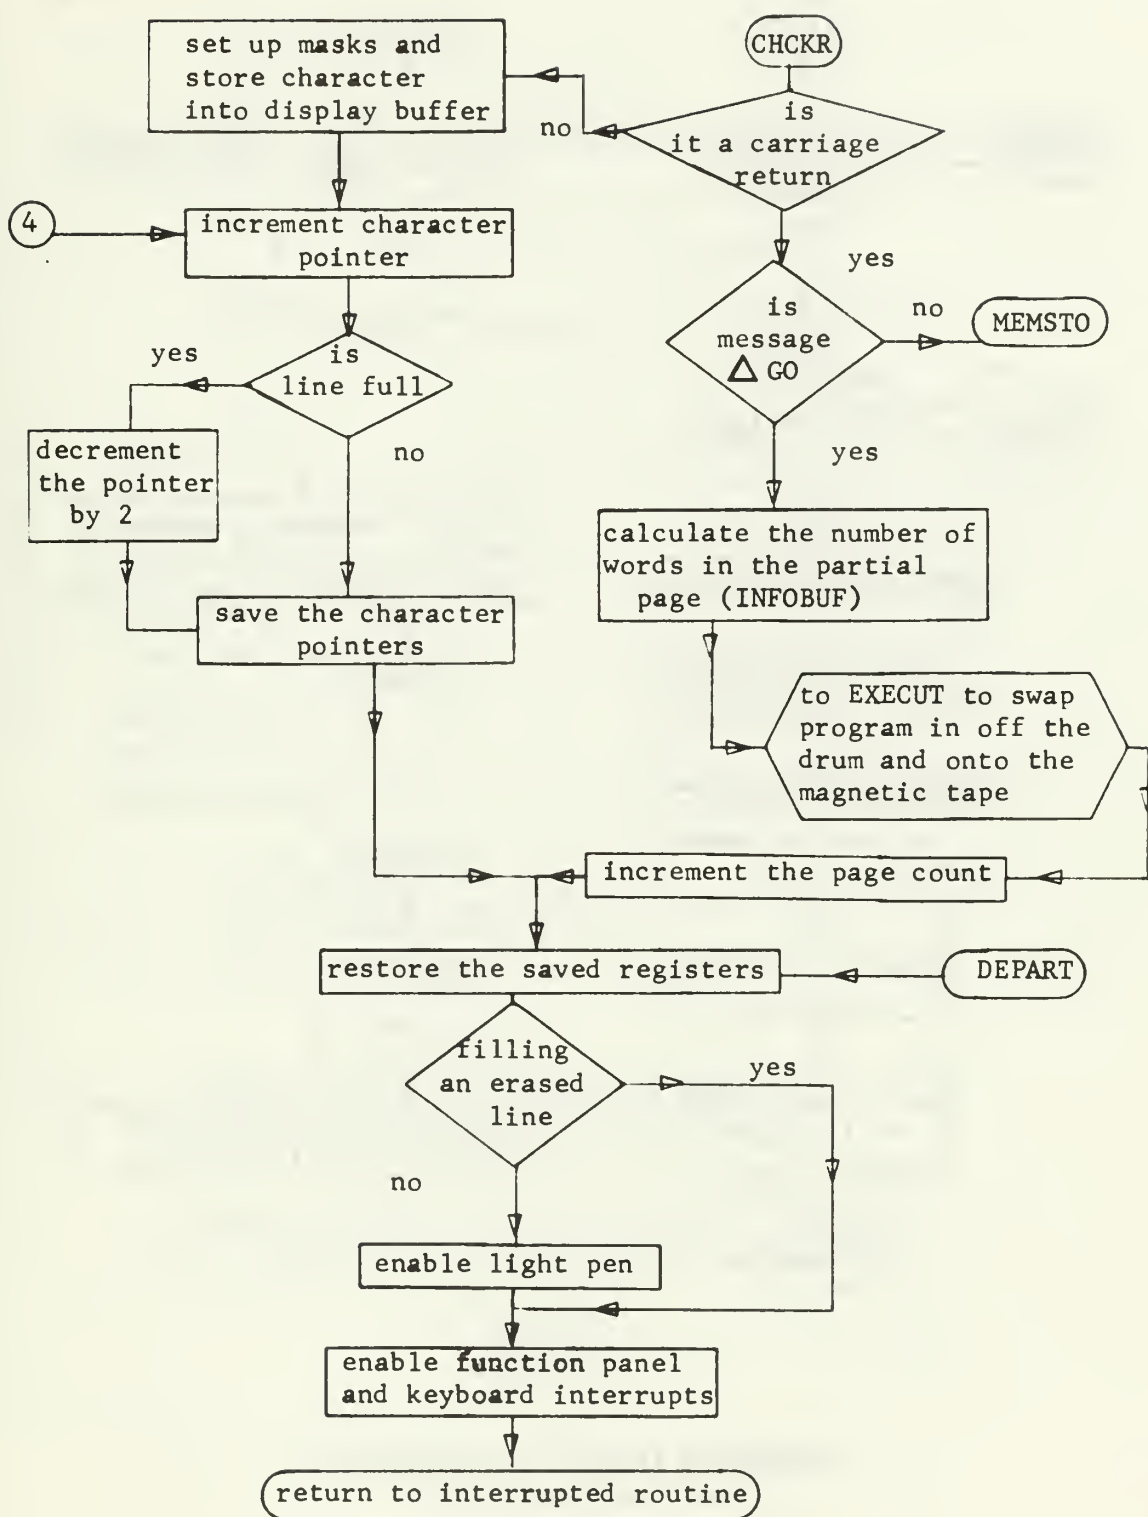 set up masks and
store character
into display buffer
CHCKR
is
it a carriage
return
no
4
increment character
pointer
yes
is
message
△ GO
no
MEMSTO
yes
is
line full
decrement
the pointer
by 2
no
yes
calculate the number of
words in the partial
page (INFOBUF)
save the character
pointers
to EXECUT to swap
program in off the
drum and onto the
magnetic tape
increment the page count
restore the saved registers
DEPART
filling
an erased
line
yes
no
enable light pen
enable function panel
and keyboard interrupts
return to interrupted routine